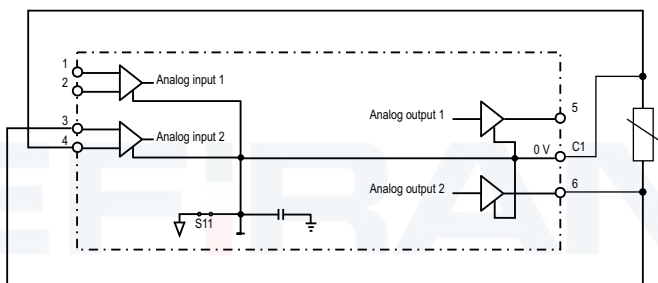 1
2
Analog input 1
3
4
Analog input 2
Analog output 1
5
0 V
C1
Analog output 2
6
S11
EFiRAN